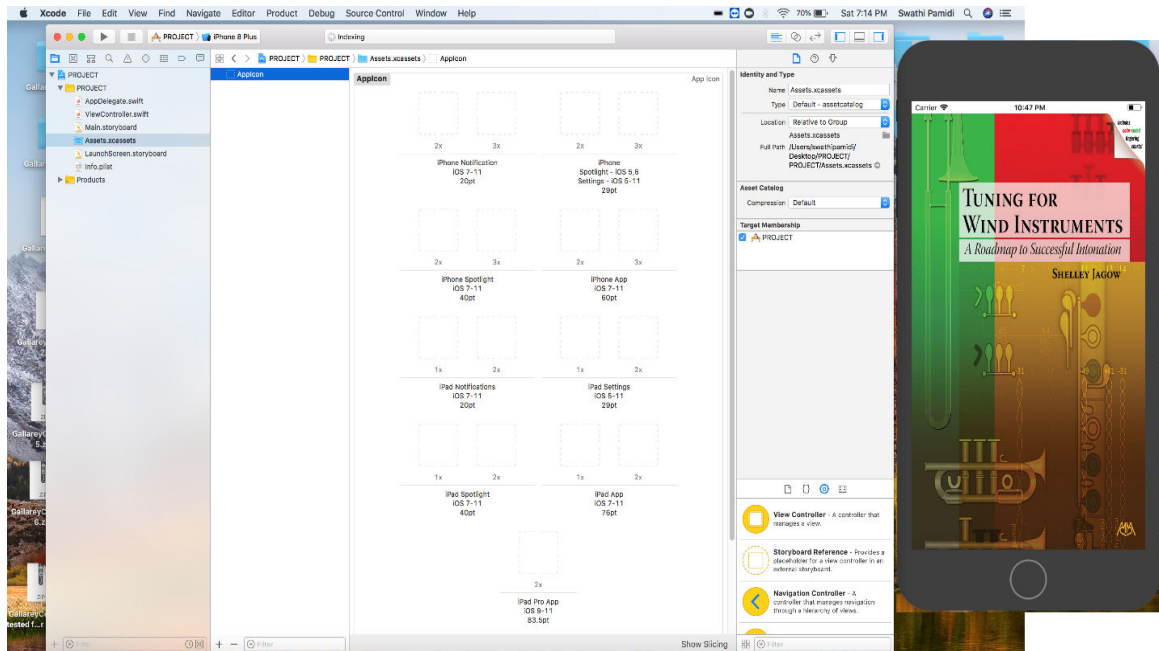 Xcode File Edit View Find Navigate Editor Product Debug Source Control Window Help
70% Sat 7:14 PM Swathi Pamidi
PROJECT iPhone 8 Plus
Indexing
PROJECT PROJECT Assets.xcassets AppIcon
PROJECT
PROJECT
AppDelegate.swift
ViewController.swift
Main.storyboard
Assets.xcassets
LaunchScreen.storyboard
Info.plist
Products
Filter
AppIcon
Filter
AppIcon
App Icon
2x 3x 2x 3x
iPhone Notification
iOS 7-11
20pt
iPhone
Spotlight - iOS 5,6
Settings - iOS 5-11
29pt
2x 3x 2x 3x
iPhone Spotlight
iOS 7-11
40pt
iPhone App
iOS 7-11
60pt
1x 2x 1x 2x
iPad Notifications
iOS 7-11
20pt
iPad Settings
iOS 5-11
29pt
1x 2x 1x 2x
iPad Spotlight
iOS 7-11
40pt
iPad App
iOS 7-11
76pt
2x
iPad Pro App
iOS 9-11
83.5pt
Show Slicing
Identity and Type
Name Assets.xcassets
Type Default - assetcatalog
Location Relative to Group
Assets.xcassets
Full Path /Users/swathipamidi/
Desktop/PROJECT/
PROJECT/Assets.xcassets
Asset Catalog
Compression Default
Target Membership
PROJECT
View Controller - A controller that
manages a view.
Storyboard Reference - Provides a
placeholder for a view controller in an
external storyboard.
Navigation Controller - A
controller that manages navigation
through a hierarchy of views.
Filter
Carrier 10:47 PM
TUNING FOR
WIND INSTRUMENTS
A Roadmap to Successful Intonation
SHELLEY JAGOW